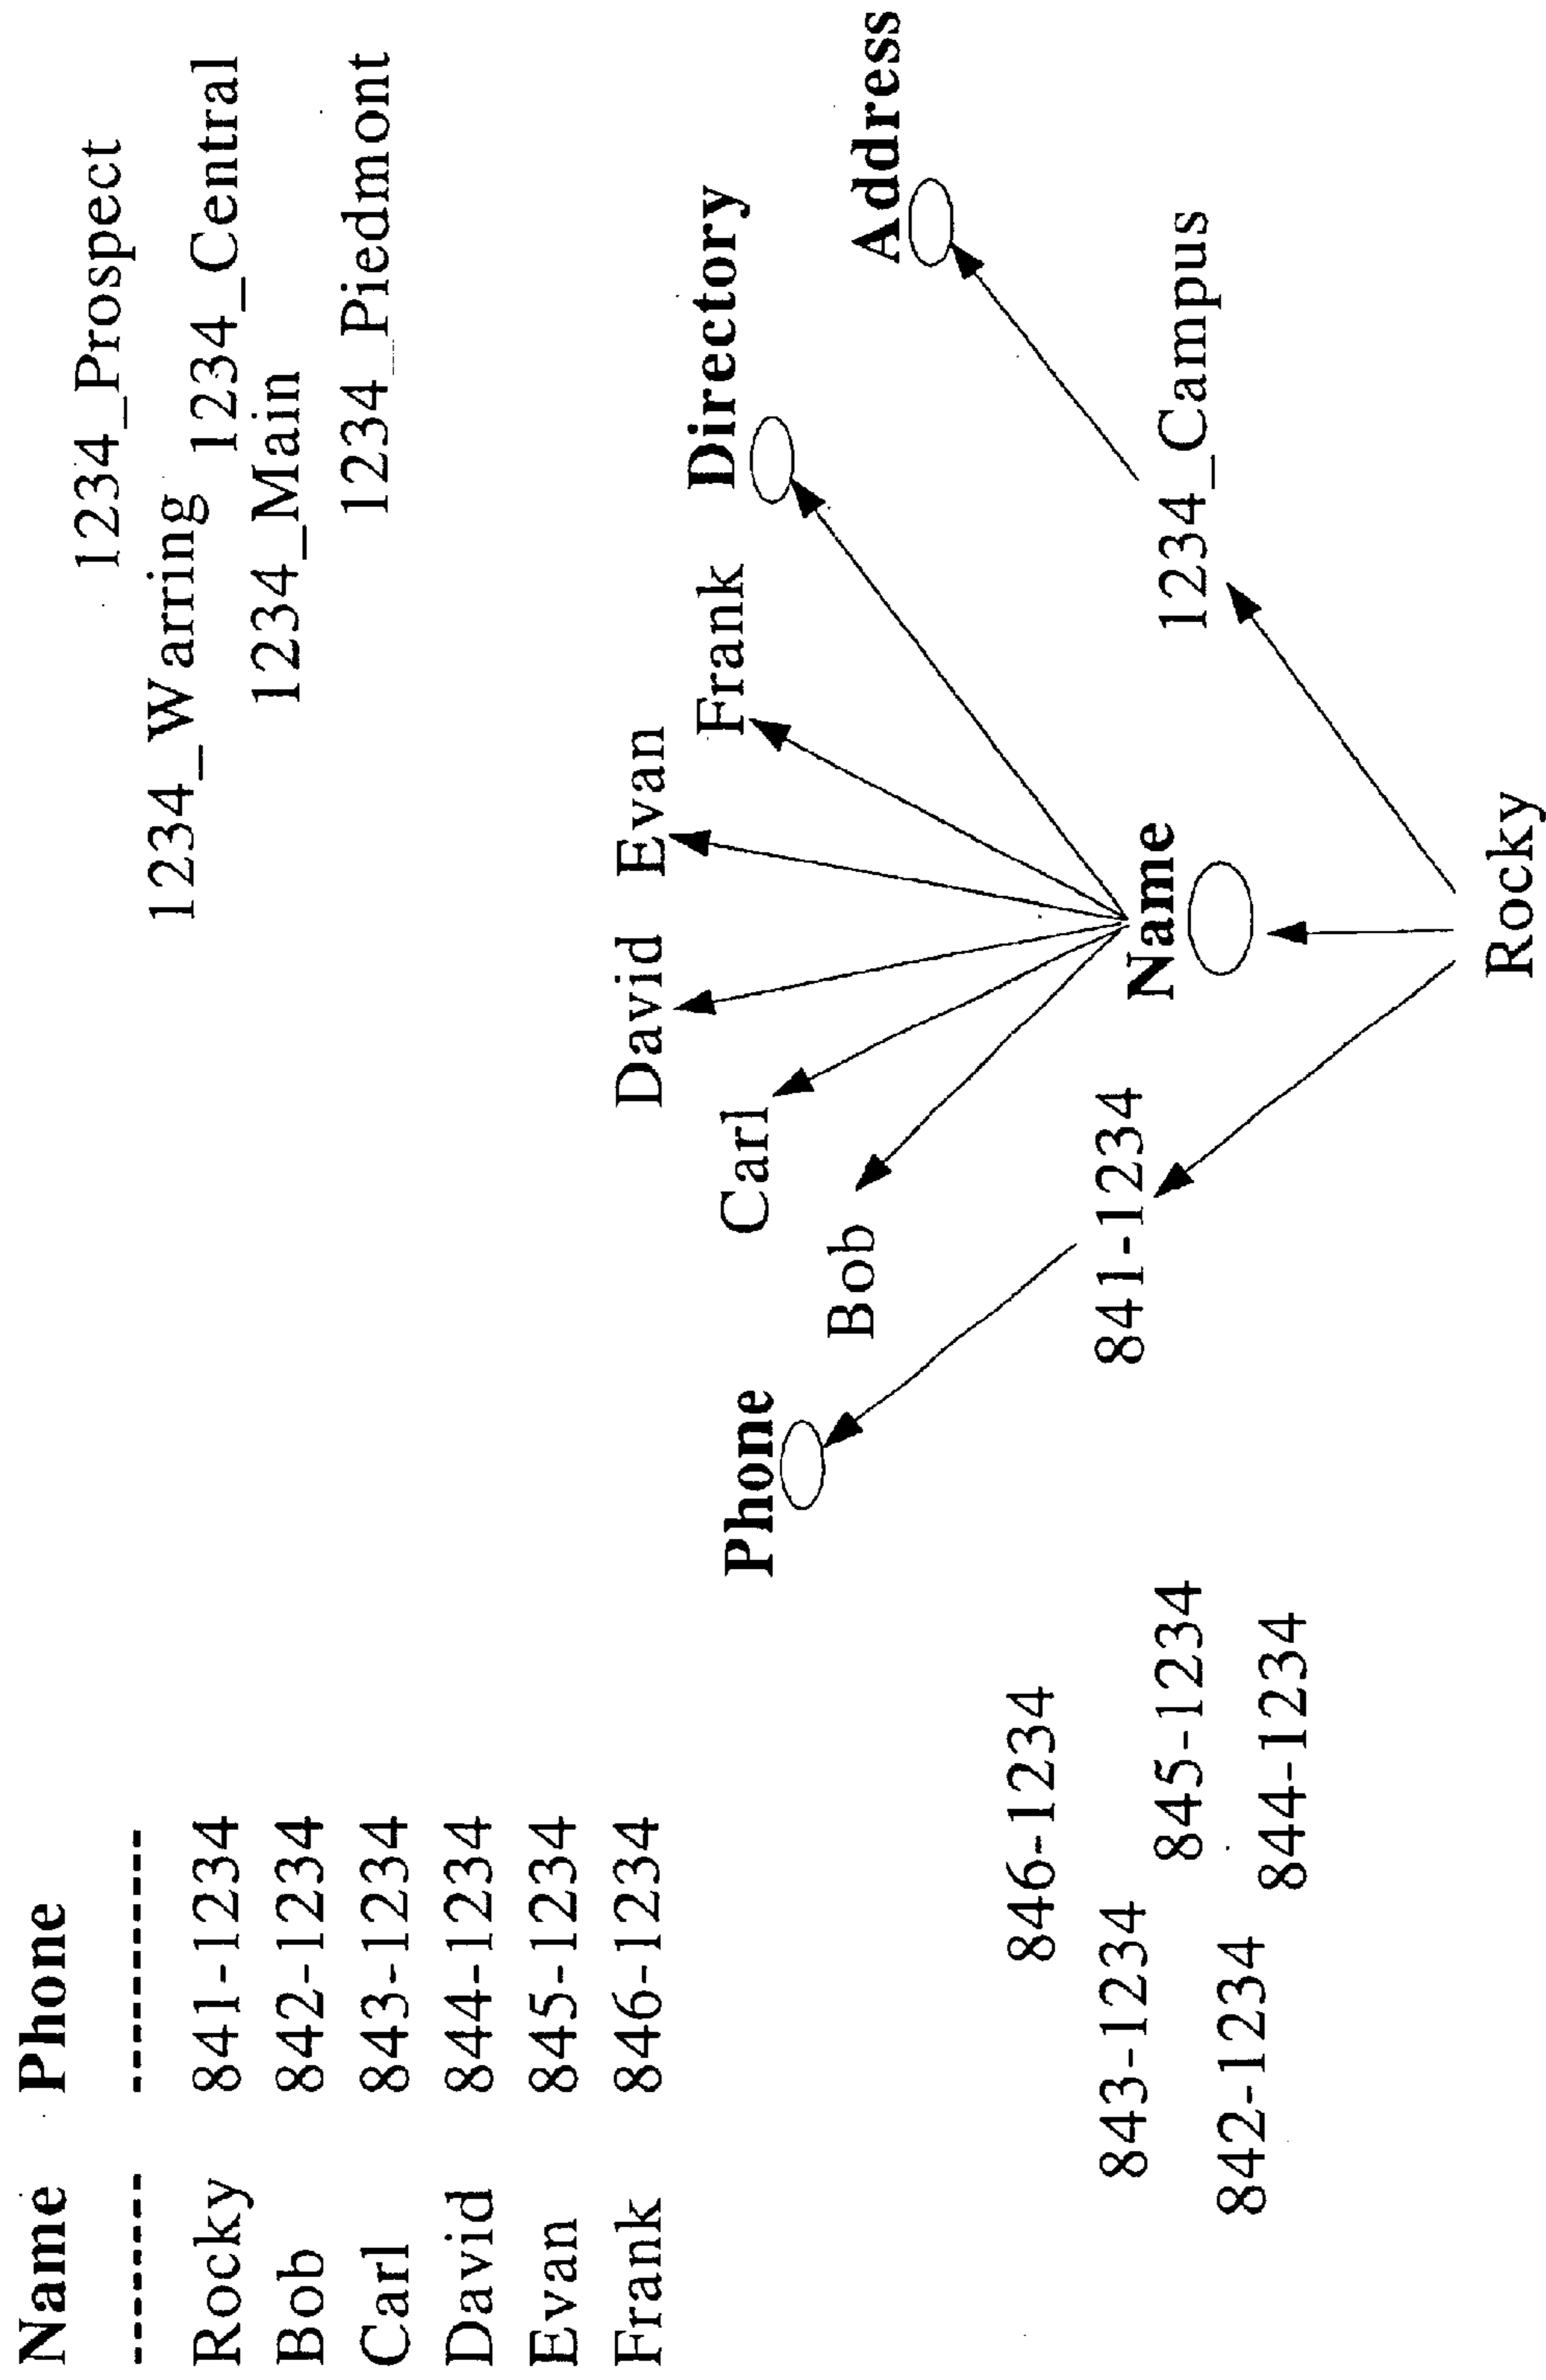 Name Phone
------ ----------
Rocky 841-1234
Bob 842-1234
Carl 843-1234
David 844-1234
Evan 845-1234
Frank 846-1234
1234_Prospect
1234_Warring
1234_Central
1234_Main
1234_Piedmont
David
Evan
Directory
Frank
Carl
Phone
Bob
Address
846-1234
841-1234
Name
843-1234
845-1234
1234_Campus
842-1234
844-1234
Rocky